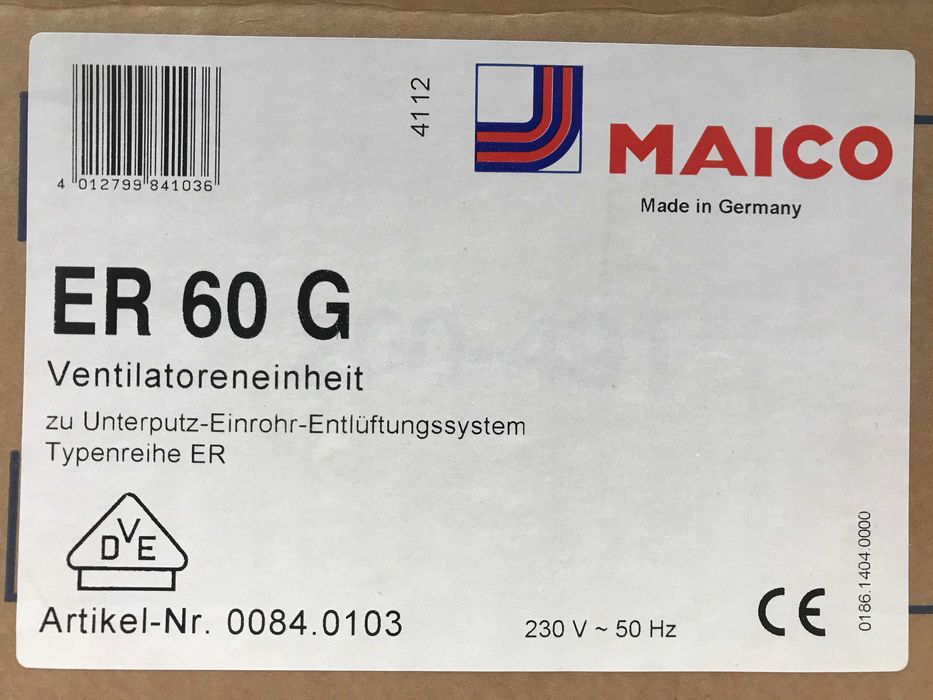 4 012799 841036
4112
MAICO
Made in Germany
ER 60 G
Ventilatoreneinheit
zu Unterputz-Einrohr-Entlüftungssystem
Typenreihe ER
DVE
Artikel-Nr. 0084.0103
230 V ~ 50 Hz
CE
0186.1404.0000